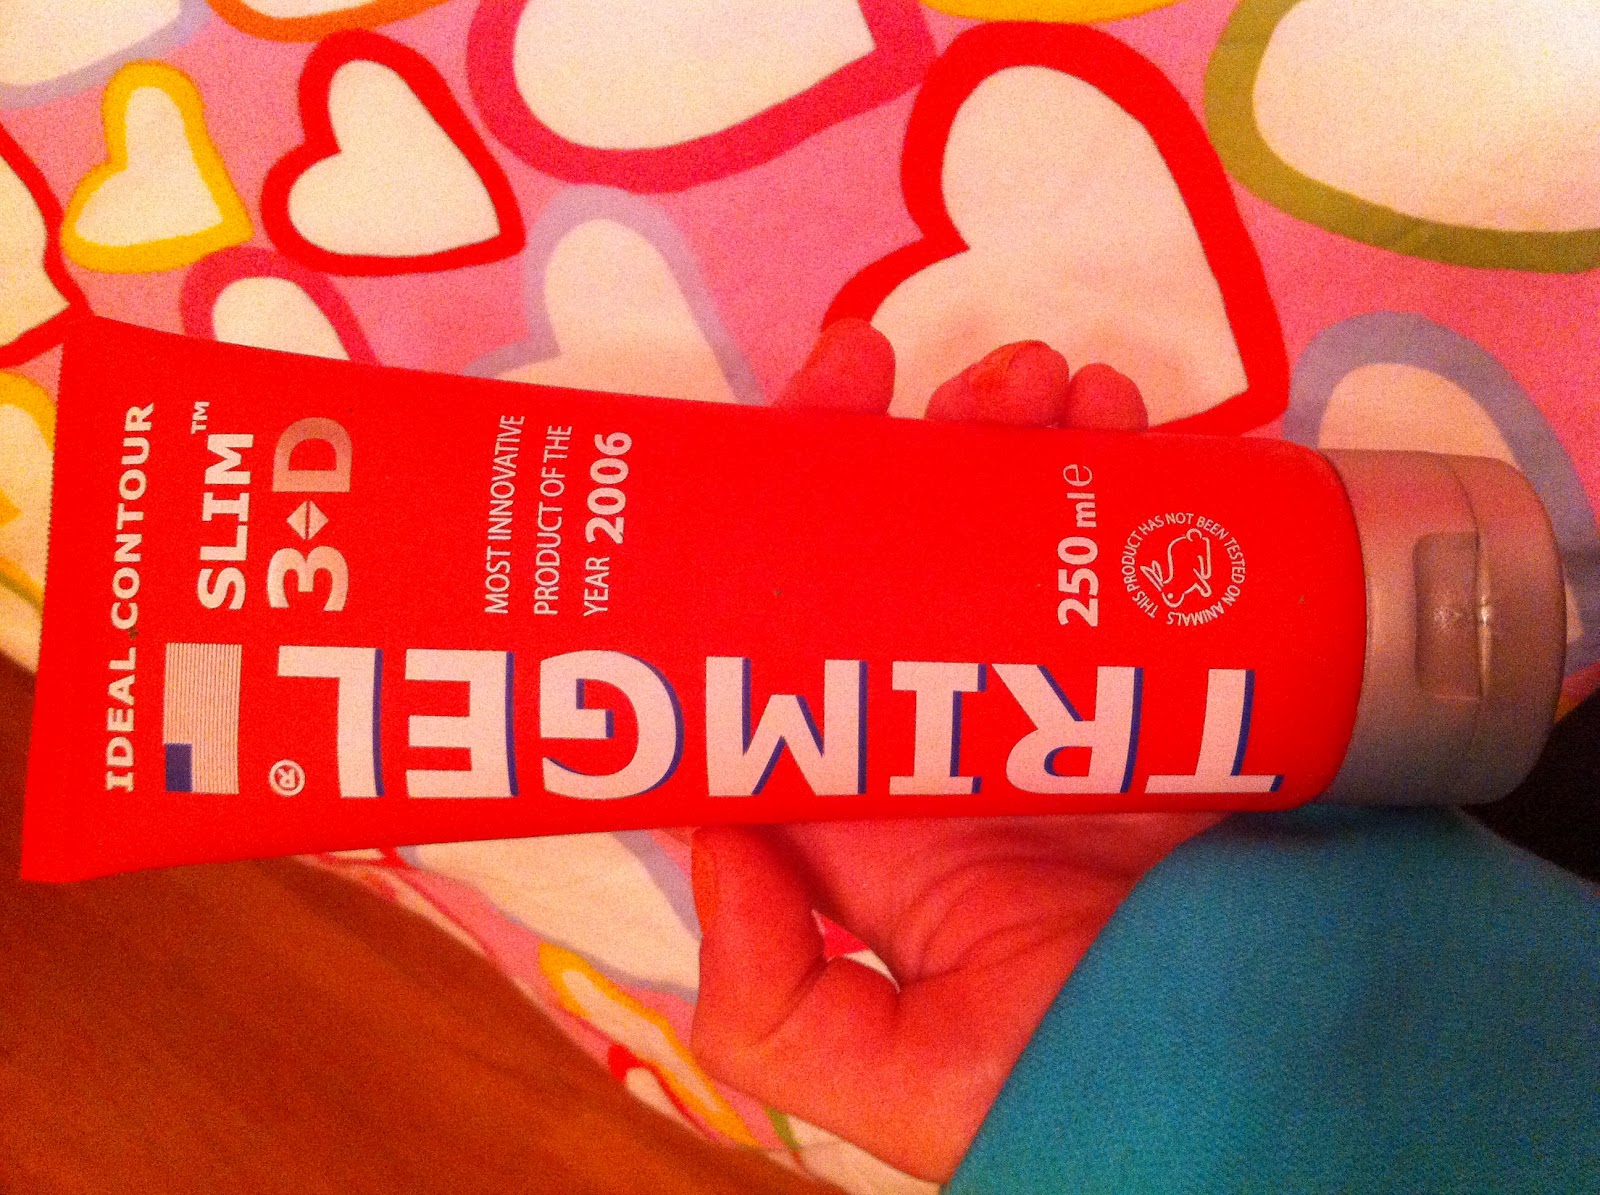 IDEAL CONTOUR
SLIM™
3D
MOST INNOVATIVE
PRODUCT OF THE
YEAR 2006
TRIMGEL®
250 ml e
THIS PRODUCT HAS NOT BEEN TESTED ON ANIMALS